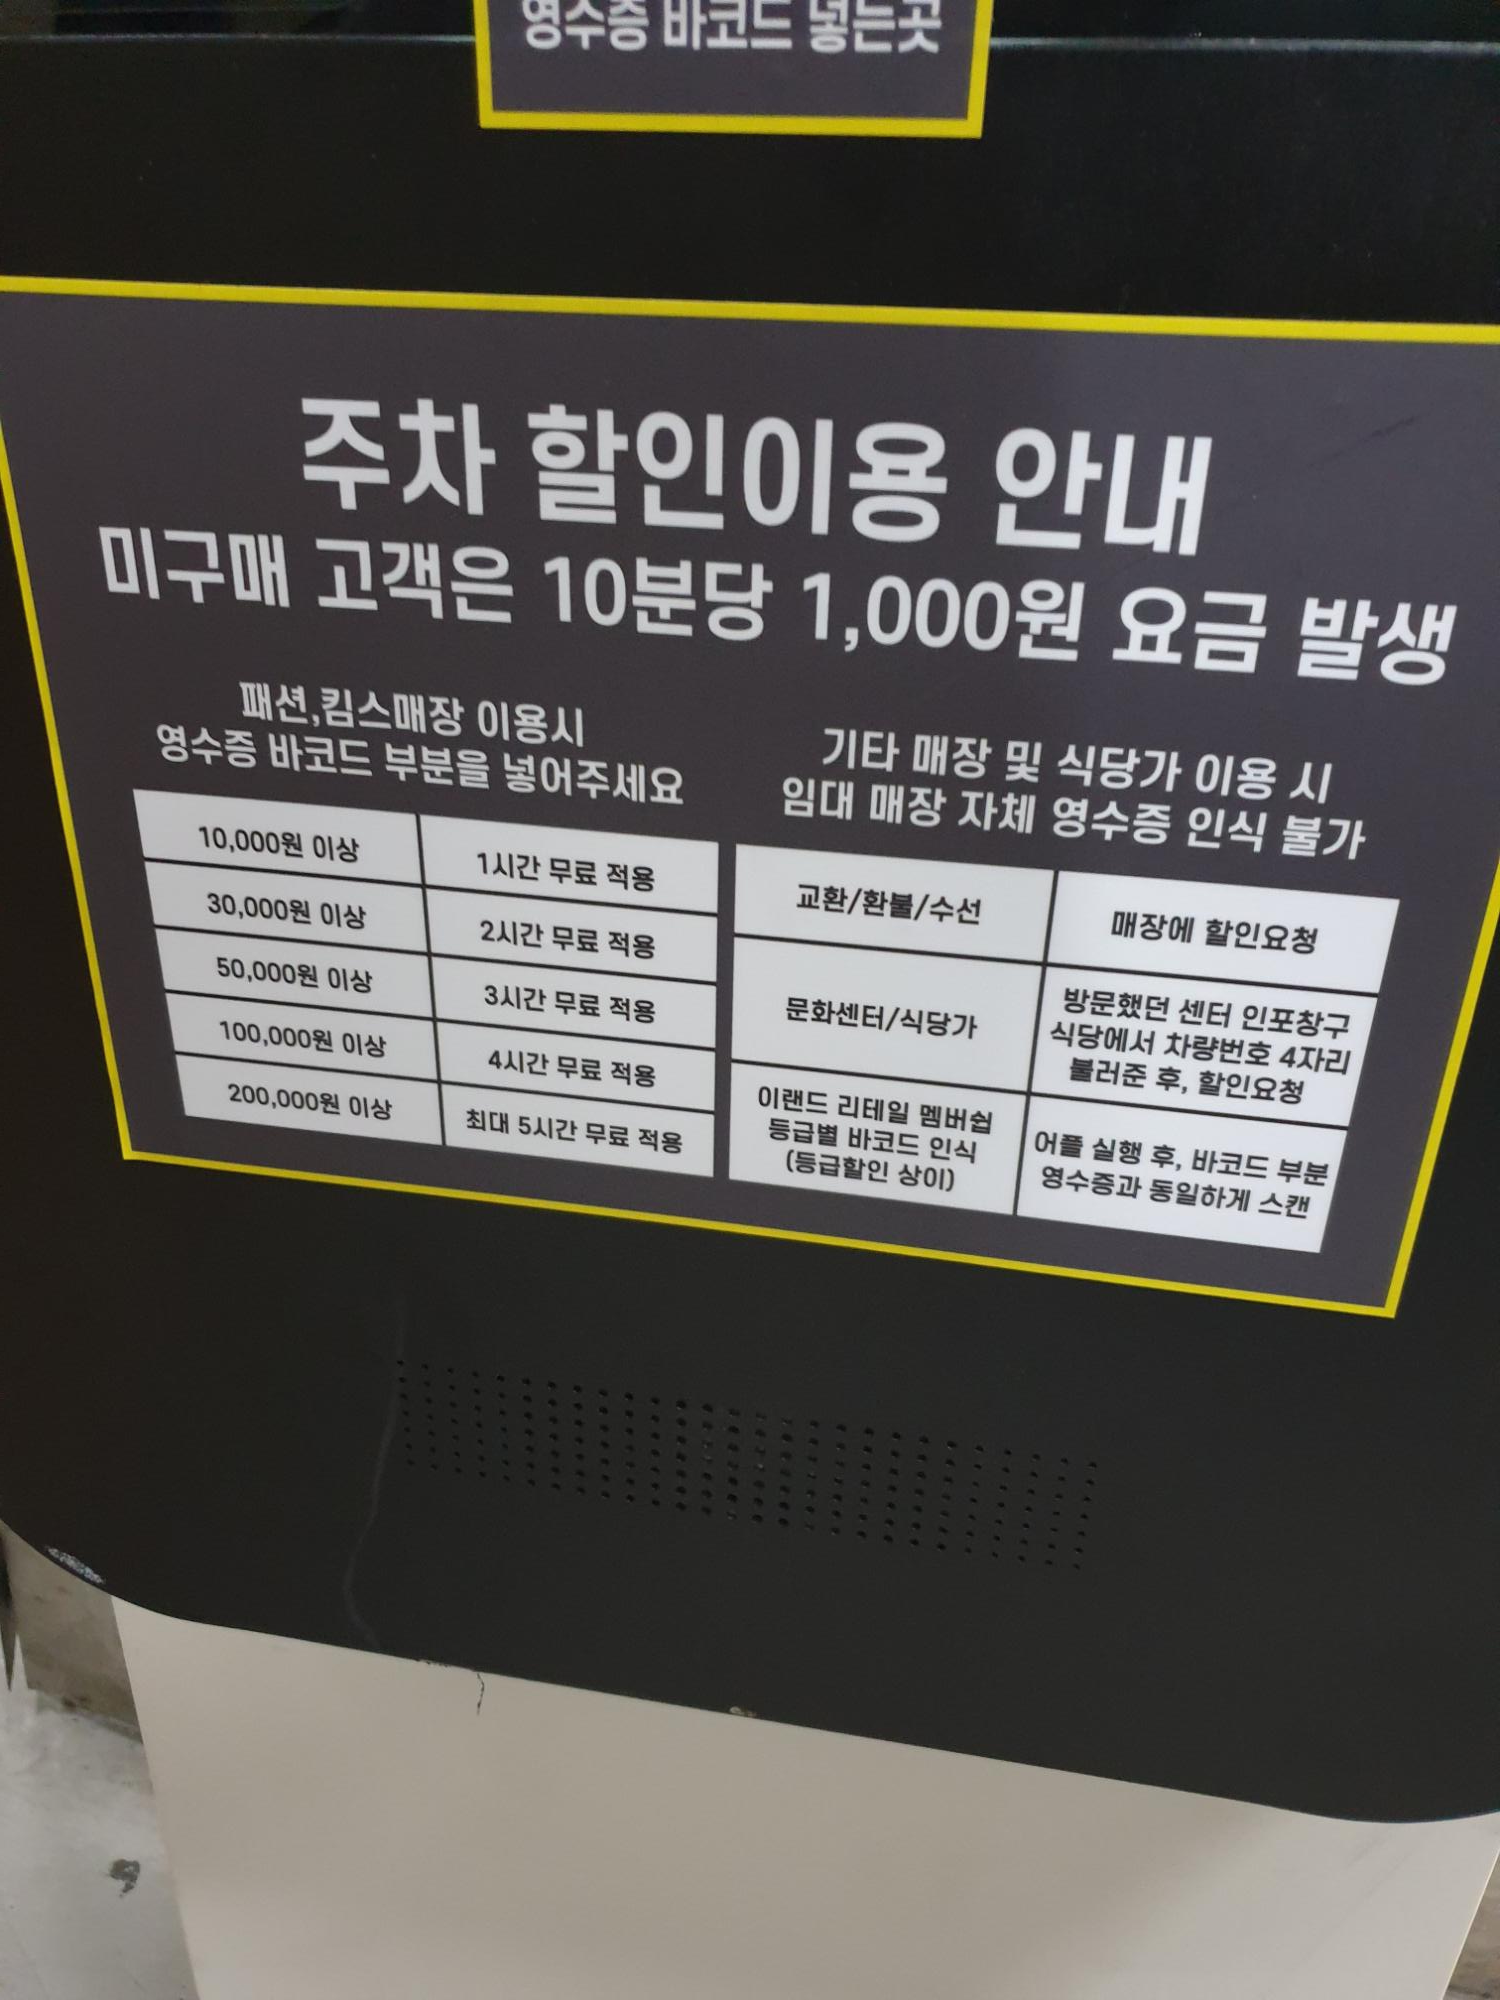 영수증 바코드 넣는곳
주차 할인이용 안내
미구매 고객은 10분당 1,000원 요금 발생
패션,킴스매장 이용시
영수증 바코드 부분을 넣어주세요
10,000원 이상 1시간 무료 적용
30,000원 이상 2시간 무료 적용
50,000원 이상 3시간 무료 적용
100,000원 이상 4시간 무료 적용
200,000원 이상 최대 5시간 무료 적용
기타 매장 및 식당가 이용 시
임대 매장 자체 영수증 인식 불가
교환/환불/수선 매장에 할인요청
문화센터/식당가
방문했던 센터 인포창구
식당에서 차량번호 4자리
불러준 후, 할인요청
이랜드 리테일 멤버쉽
등급별 바코드 인식
(등급할인 상이)
어플 실행 후, 바코드 부분
영수증과 동일하게 스캔